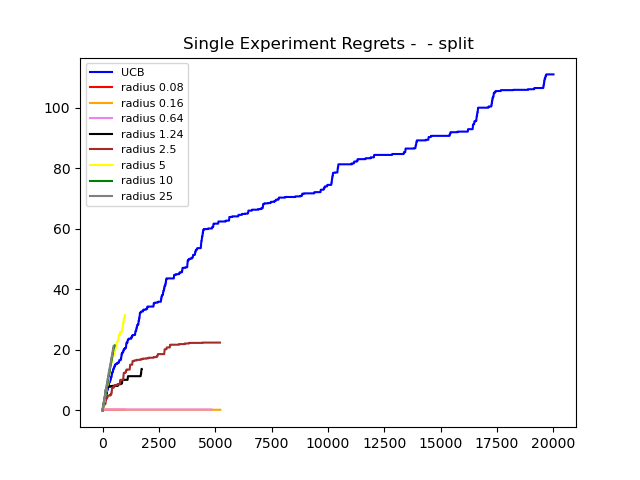 Single Experiment Regrets -  - split
UCB
radius 0.08
radius 0.16
radius 0.64
radius 1.24
radius 2.5
radius 5
radius 10
radius 25
100
80
60
40
20
0
0 2500 5000 7500 10000 12500 15000 17500 20000